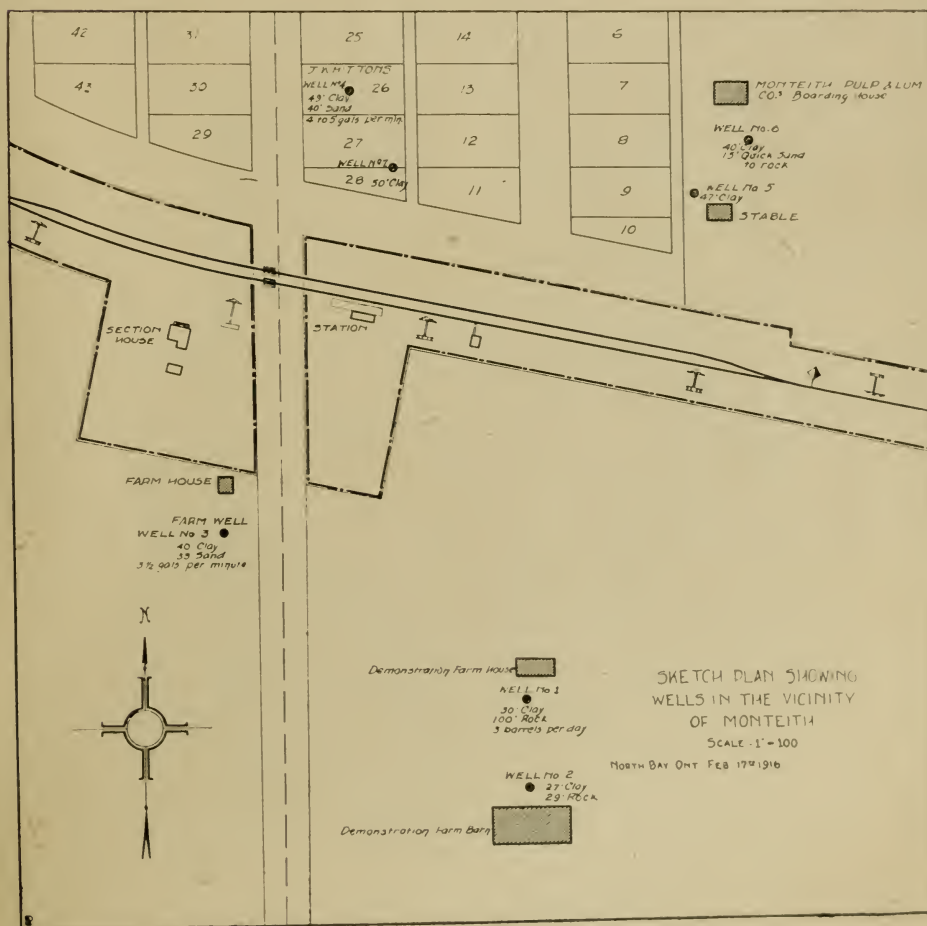 42
31
25
14
6
43
30
J. WHITTONS
WELL No 4
26
49' Clay
40' Sand
4 to 5 gals per min.
13
7
MONTEITH PULP & LUM
CO.'s Boarding House
29
27
12
8
WELL No. 6
40' Clay
15' Quick Sand
to rock
WELL No 7
28
50' Clay
11
9
WELL No 5
47' Clay
STABLE
10
SECTION
HOUSE
STATION
FARM HOUSE
FARM WELL
WELL No 3
40 Clay
35 Sand
3½ gals per minute
N
Demonstration Farm House
WELL No 1
30' Clay
100' Rock
3 barrels per day
WELL No 2
27' Clay
29' Rock
Demonstration Farm Barn
SKETCH PLAN SHOWING
WELLS IN THE VICINITY
OF MONTEITH
SCALE - 1" = 100
NORTH BAY ONT FEB 17TH 1916